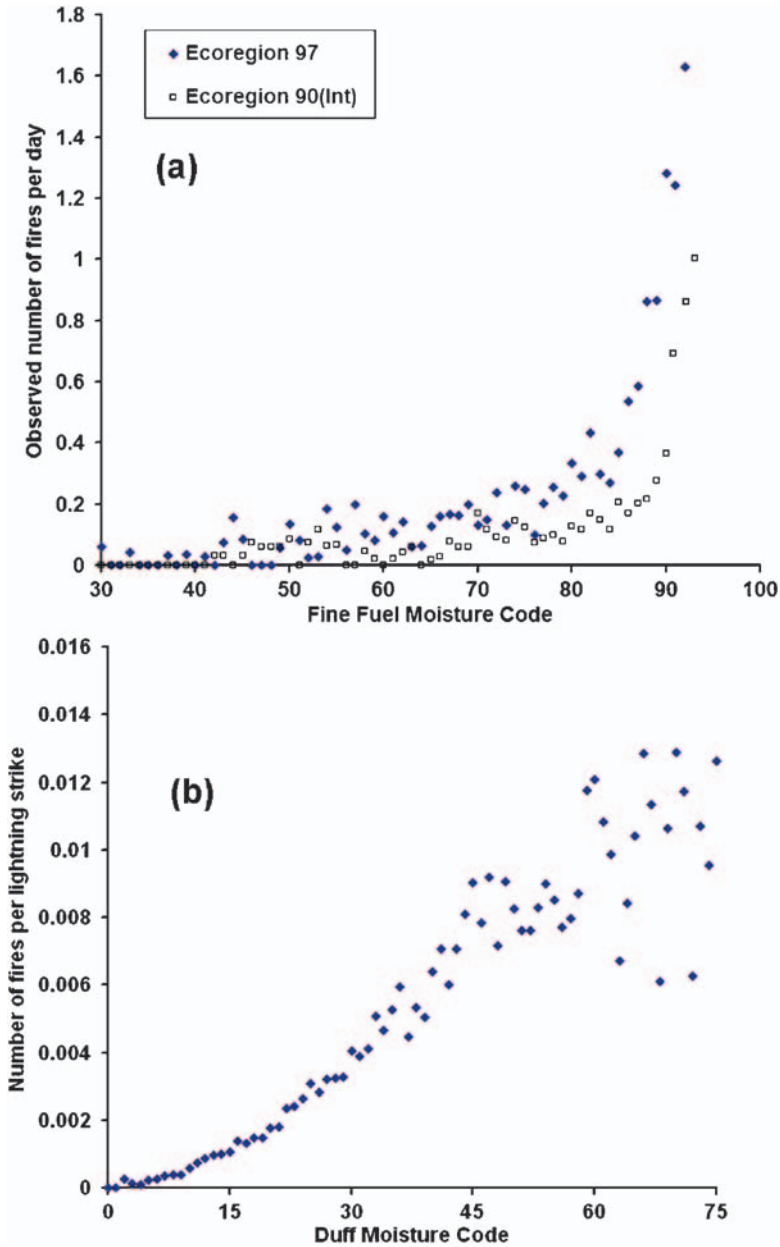 1.8
1.6
1.4
1.2
1
0.8
0.6
0.4
0.2
0
Observed number of fires per day
Ecoregion 97
Ecoregion 90(Int)
(a)
30 40 50 60 70 80 90 100
Fine Fuel Moisture Code
0.016
0.014
0.012
0.01
0.008
0.006
0.004
0.002
0
Number of fires per lightning strike
(b)
0 15 30 45 60 75
Duff Moisture Code